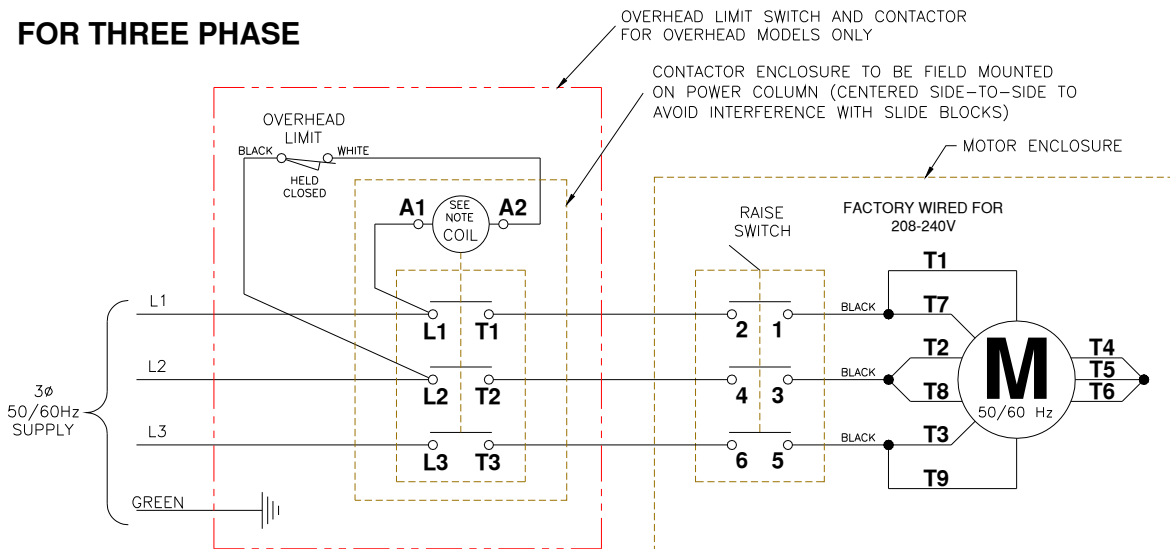 FOR THREE PHASE
OVERHEAD LIMIT SWITCH AND CONTACTOR
FOR OVERHEAD MODELS ONLY
CONTACTOR ENCLOSURE TO BE FIELD MOUNTED
ON POWER COLUMN (CENTERED SIDE-TO-SIDE TO
AVOID INTERFERENCE WITH SLIDE BLOCKS)
MOTOR ENCLOSURE
OVERHEAD
LIMIT
BLACK
WHITE
HELD
CLOSED
A1
SEE
NOTE
COIL
A2
RAISE
SWITCH
FACTORY WIRED FOR
208-240V
T1
L1
L1
T1
2
1
BLACK
T7
L2
L2
T2
4
3
BLACK
T2
T8
M
50/60 Hz
T4
T5
T6
3ø
50/60Hz
SUPPLY
L3
L3
T3
6
5
BLACK
T3
T9
GREEN